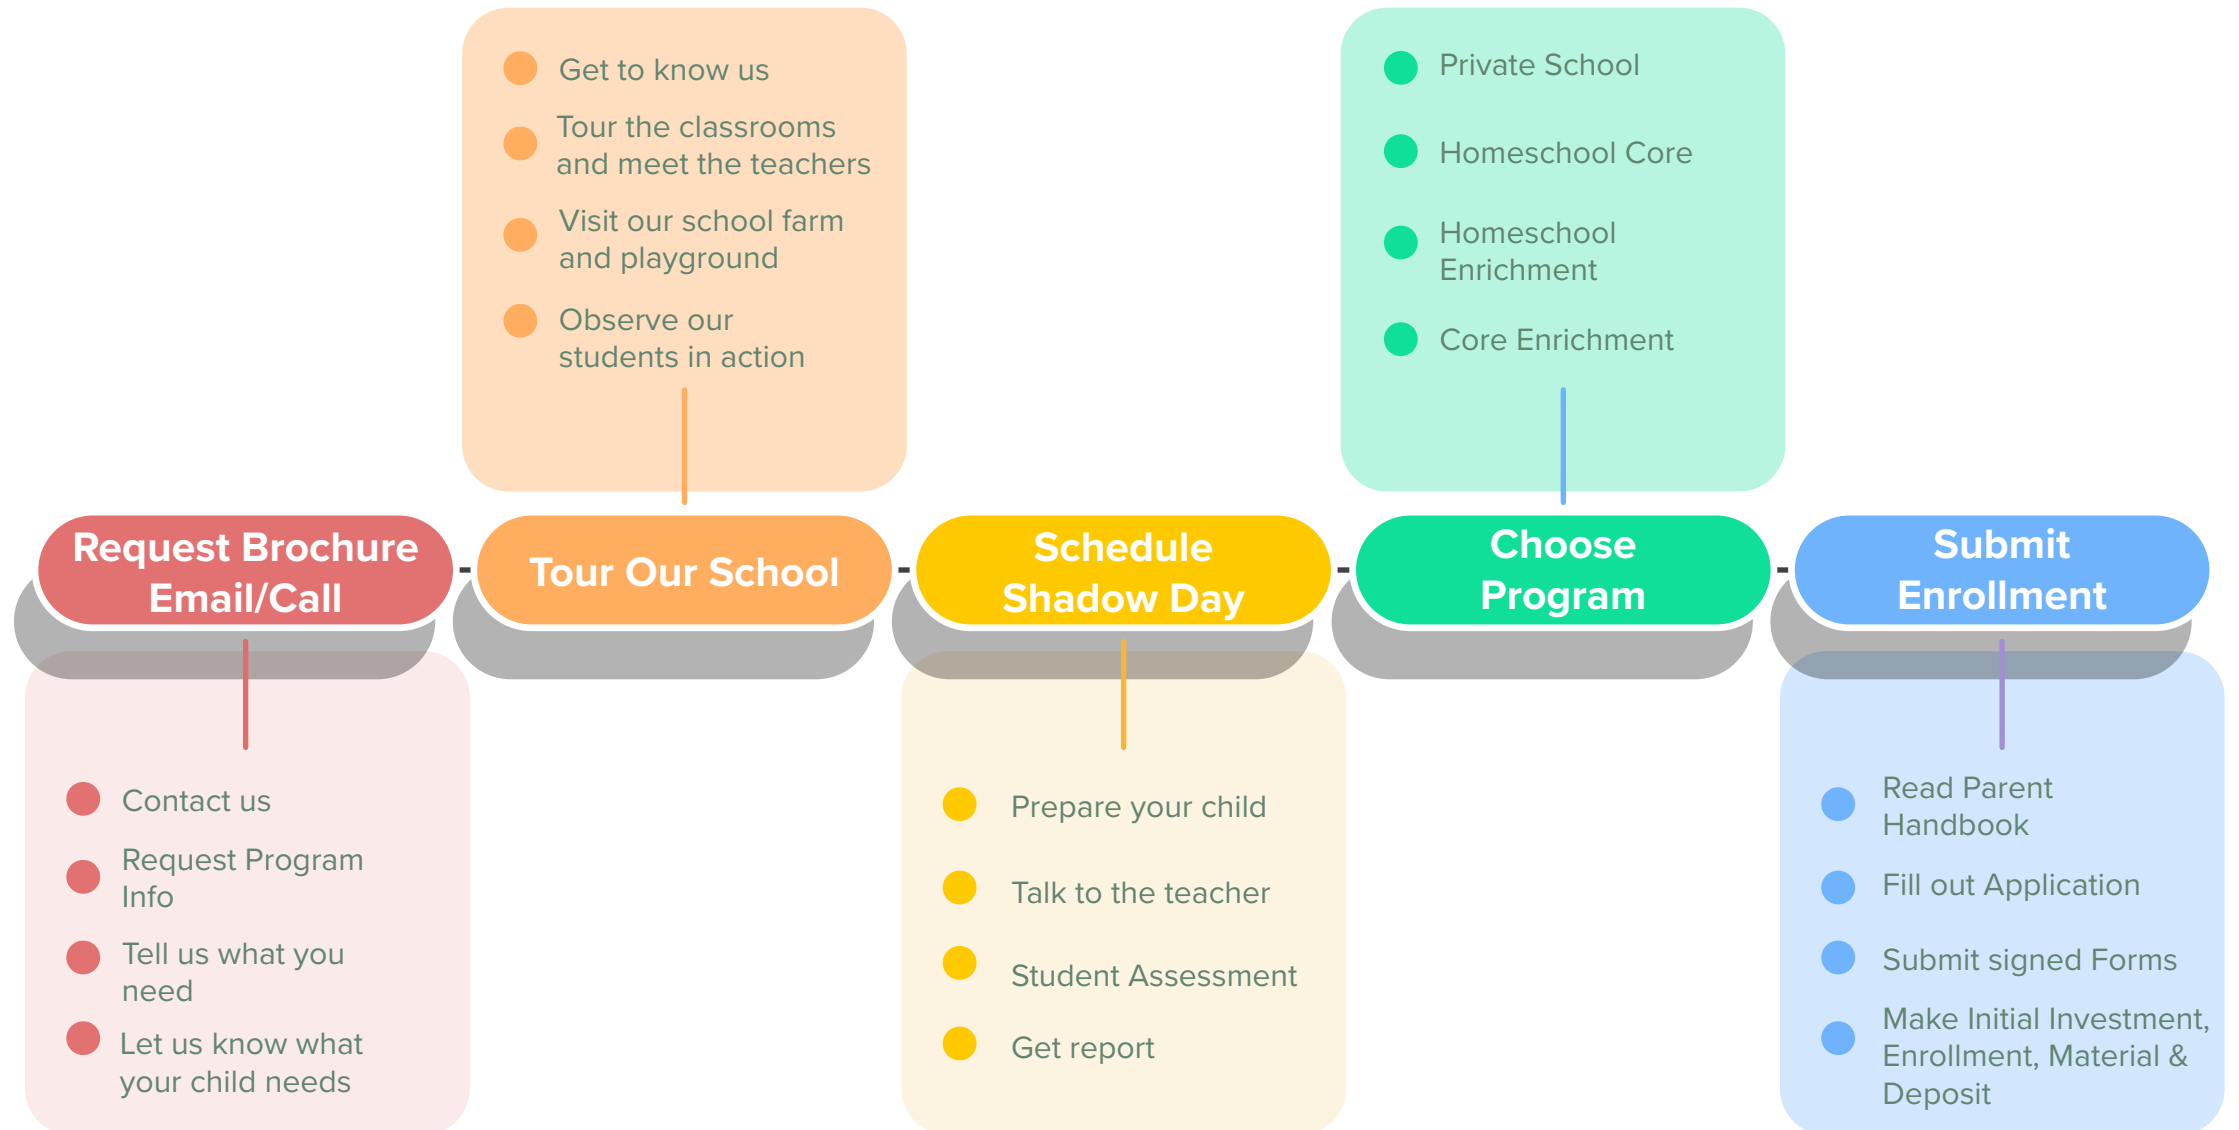 Get to know us
Tour the classrooms
and meet the teachers
Visit our school farm
and playground
Observe our
students in action
Private School
Homeschool Core
Homeschool
Enrichment
Core Enrichment
Request Brochure
Email/Call
Tour Our School
Schedule
Shadow Day
Choose
Program
Submit
Enrollment
Contact us
Request Program
Info
Tell us what you
need
Let us know what
your child needs
Prepare your child
Talk to the teacher
Student Assessment
Get report
Read Parent
Handbook
Fill out Application
Submit signed Forms
Make Initial Investment,
Enrollment, Material &
Deposit